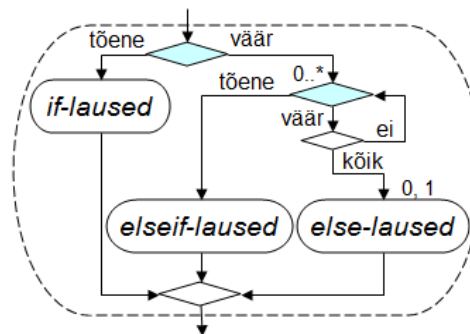 tõene väär
0..*
if-laused
tõene
väär
ei
kõik
0, 1
elseif-laused else-laused